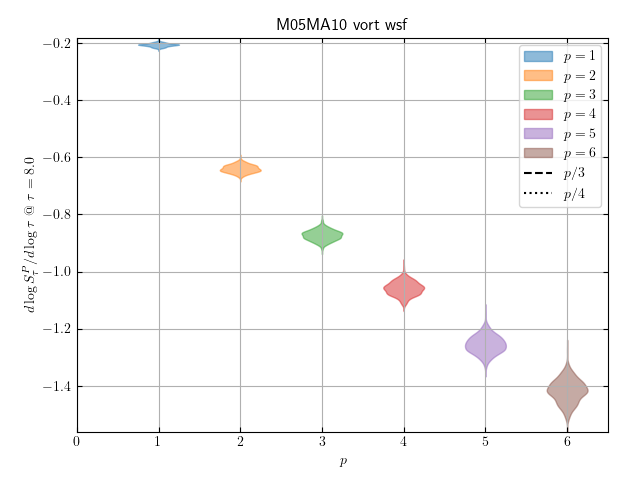 M05MA10 vort wsf
d log S_τ^P/d log τ @ τ = 8.0
−0.2
−0.4
−0.6
−0.8
−1.0
−1.2
−1.4
0 1 2 3 4 5 6
p
p = 1
p = 2
p = 3
p = 4
p = 5
p = 6
p/3
p/4